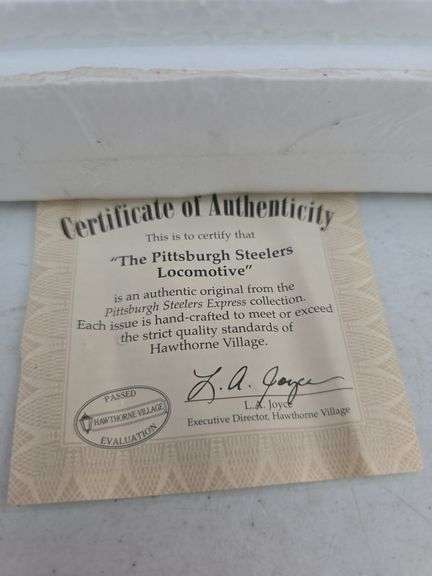 Certificate of Authenticity
This is to certify that
"The Pittsburgh Steelers
Locomotive"
is an authentic original from the
Pittsburgh Steelers Express collection.
Each issue is hand-crafted to meet or exceed
the strict quality standards of
Hawthorne Village.
L. A. Joyce
L.A. Joyce
Executive Director, Hawthorne Village
PASSED
HAWTHORNE VILLAGE
EVALUATION